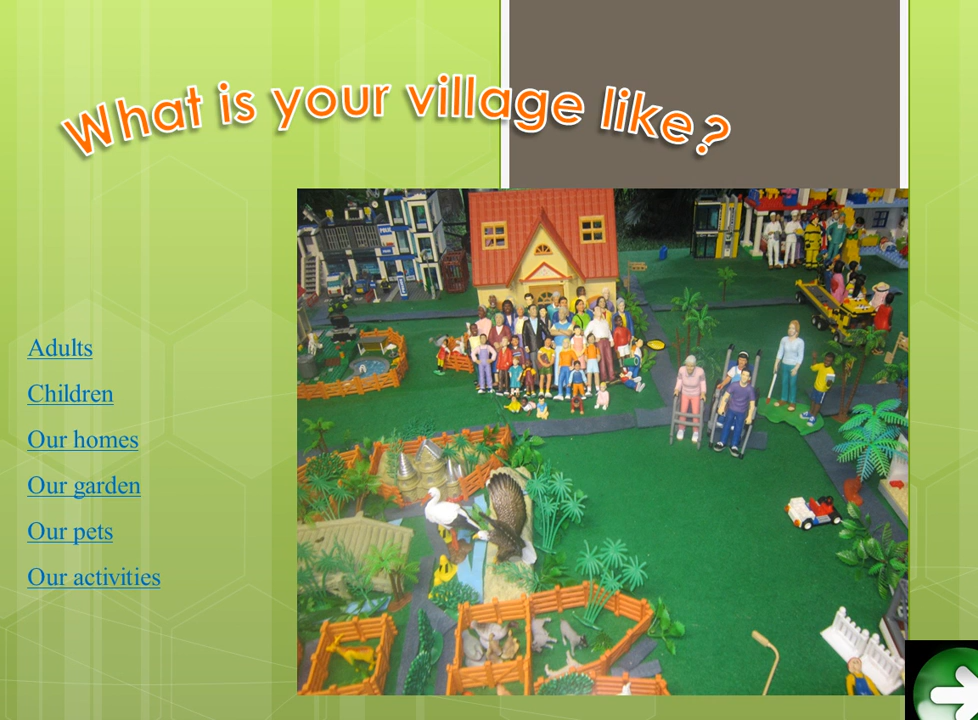 What is your village like?
Adults
Children
Our homes
Our garden
Our pets
Our activities